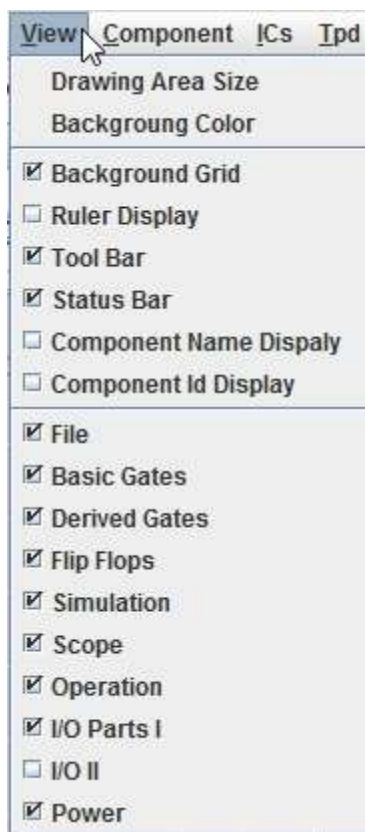 View Component ICs Tpd
Drawing Area Size
Backgroung Color
Background Grid
Ruler Display
Tool Bar
Status Bar
Component Name Dispaly
Component Id Display
File
Basic Gates
Derived Gates
Flip Flops
Simulation
Scope
Operation
I/O Parts I
I/O II
Power